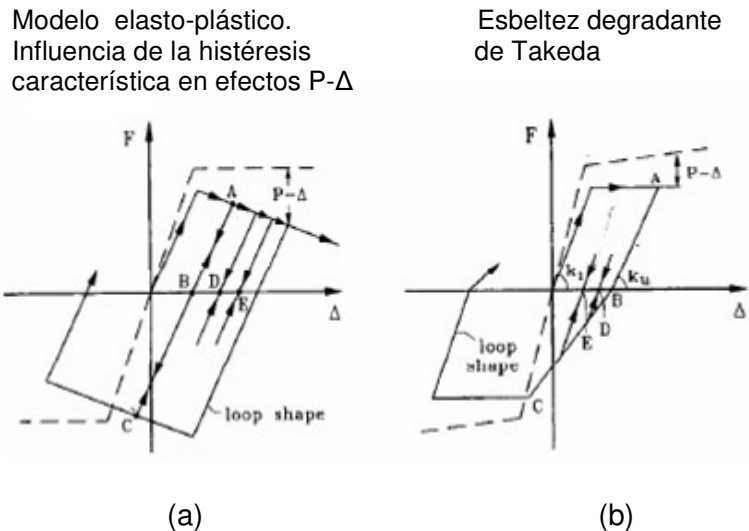 Modelo elasto-plástico.
Influencia de la histéresis
característica en efectos P-Δ
Esbeltez degradante
de Takeda
F
A
P-Δ
B
D
E
Δ
C
loop shape
F
A
P-Δ
k₁
kᵤ
B
Δ
D
E
loop
shape
C
(a)
(b)